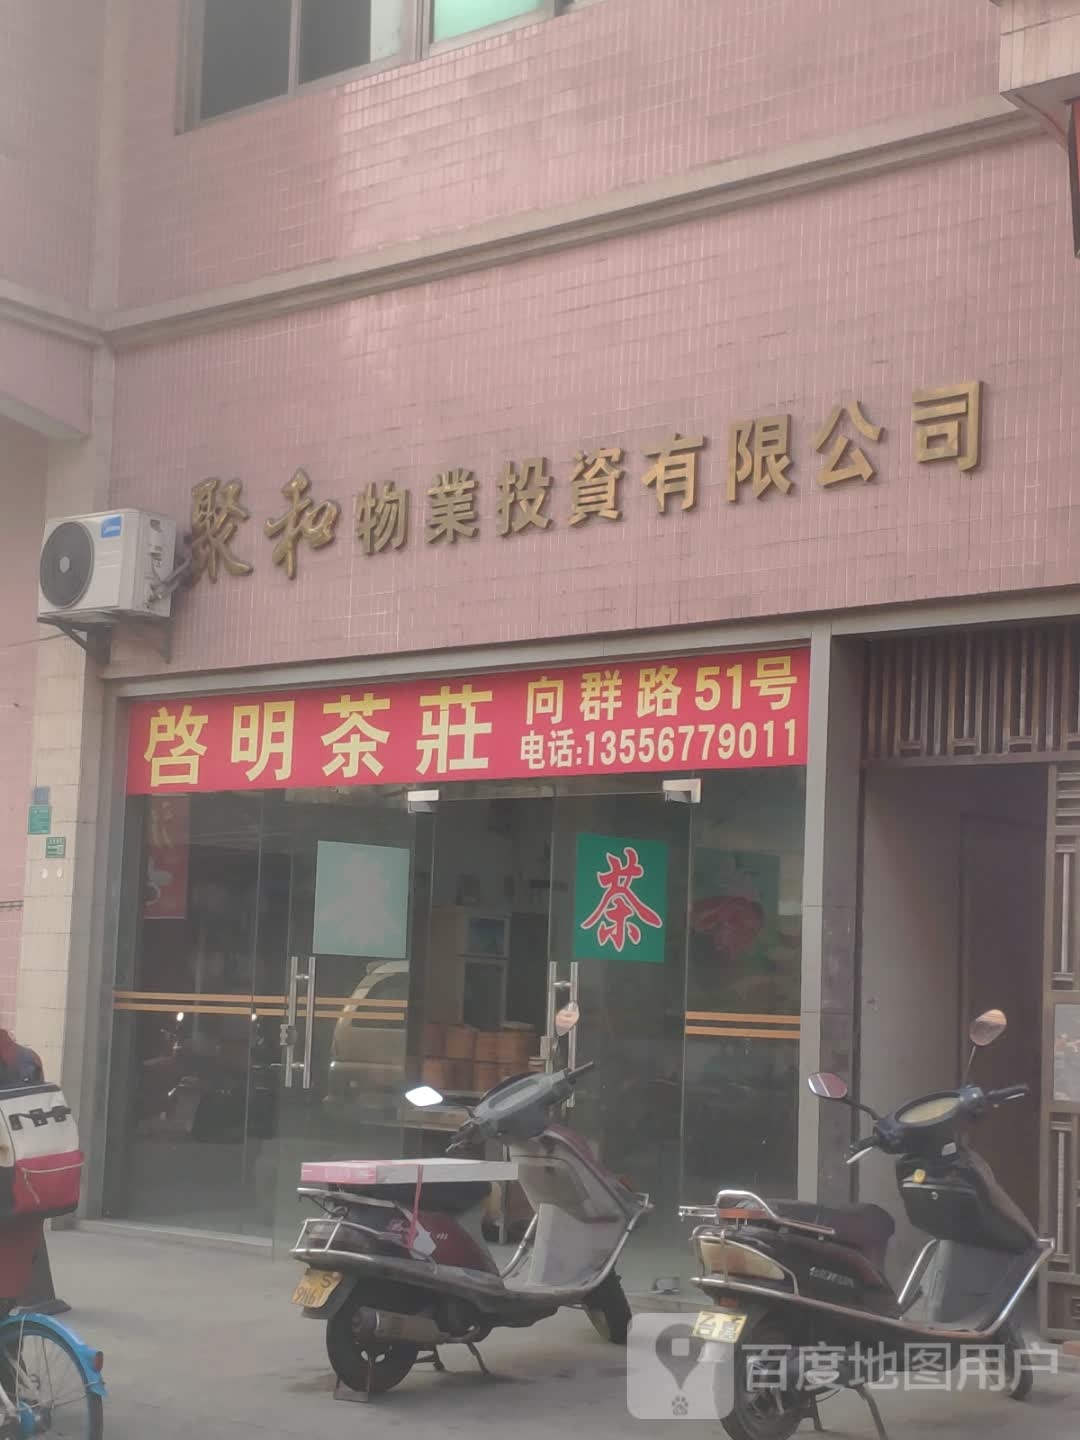 聚和物業投資有限公司
啓明茶莊
向群路51号
电话:13556779011
茶
百度地图用户